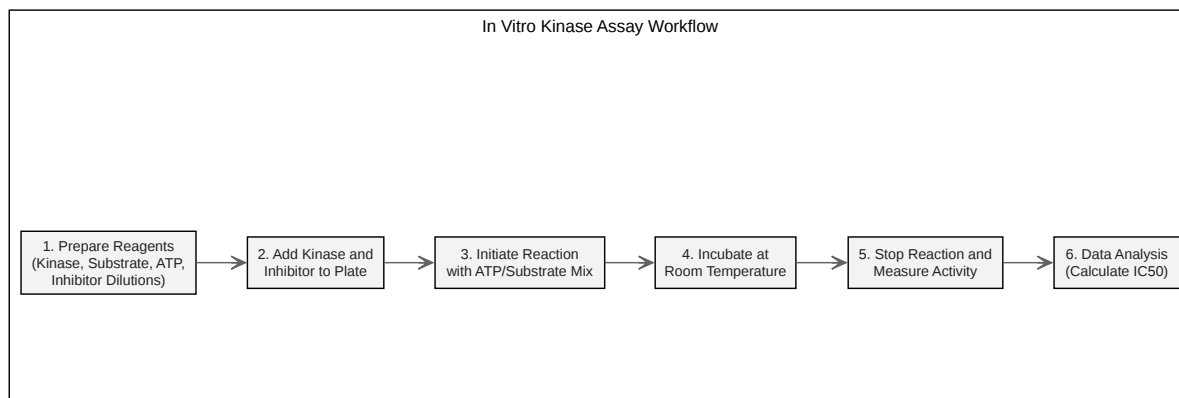 In Vitro Kinase Assay Workflow
1. Prepare Reagents
(Kinase, Substrate, ATP,
Inhibitor Dilutions)
2. Add Kinase and
Inhibitor to Plate
3. Initiate Reaction
with ATP/Substrate Mix
4. Incubate at
Room Temperature
5. Stop Reaction and
Measure Activity
6. Data Analysis
(Calculate IC50)